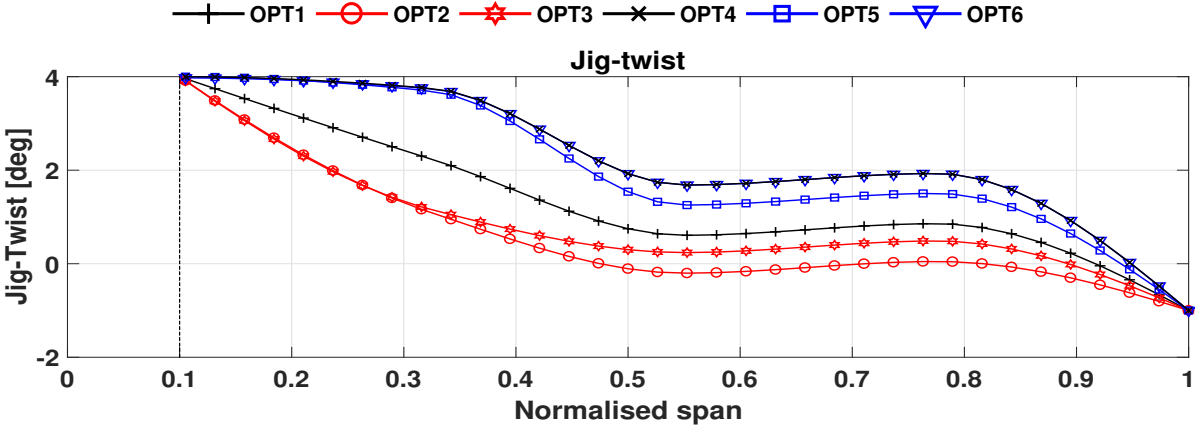 OPT1 OPT2 OPT3 OPT4 OPT5 OPT6
Jig-twist
Jig-Twist [deg]
4
2
0
-2
0 0.1 0.2 0.3 0.4 0.5 0.6 0.7 0.8 0.9 1
Normalised span